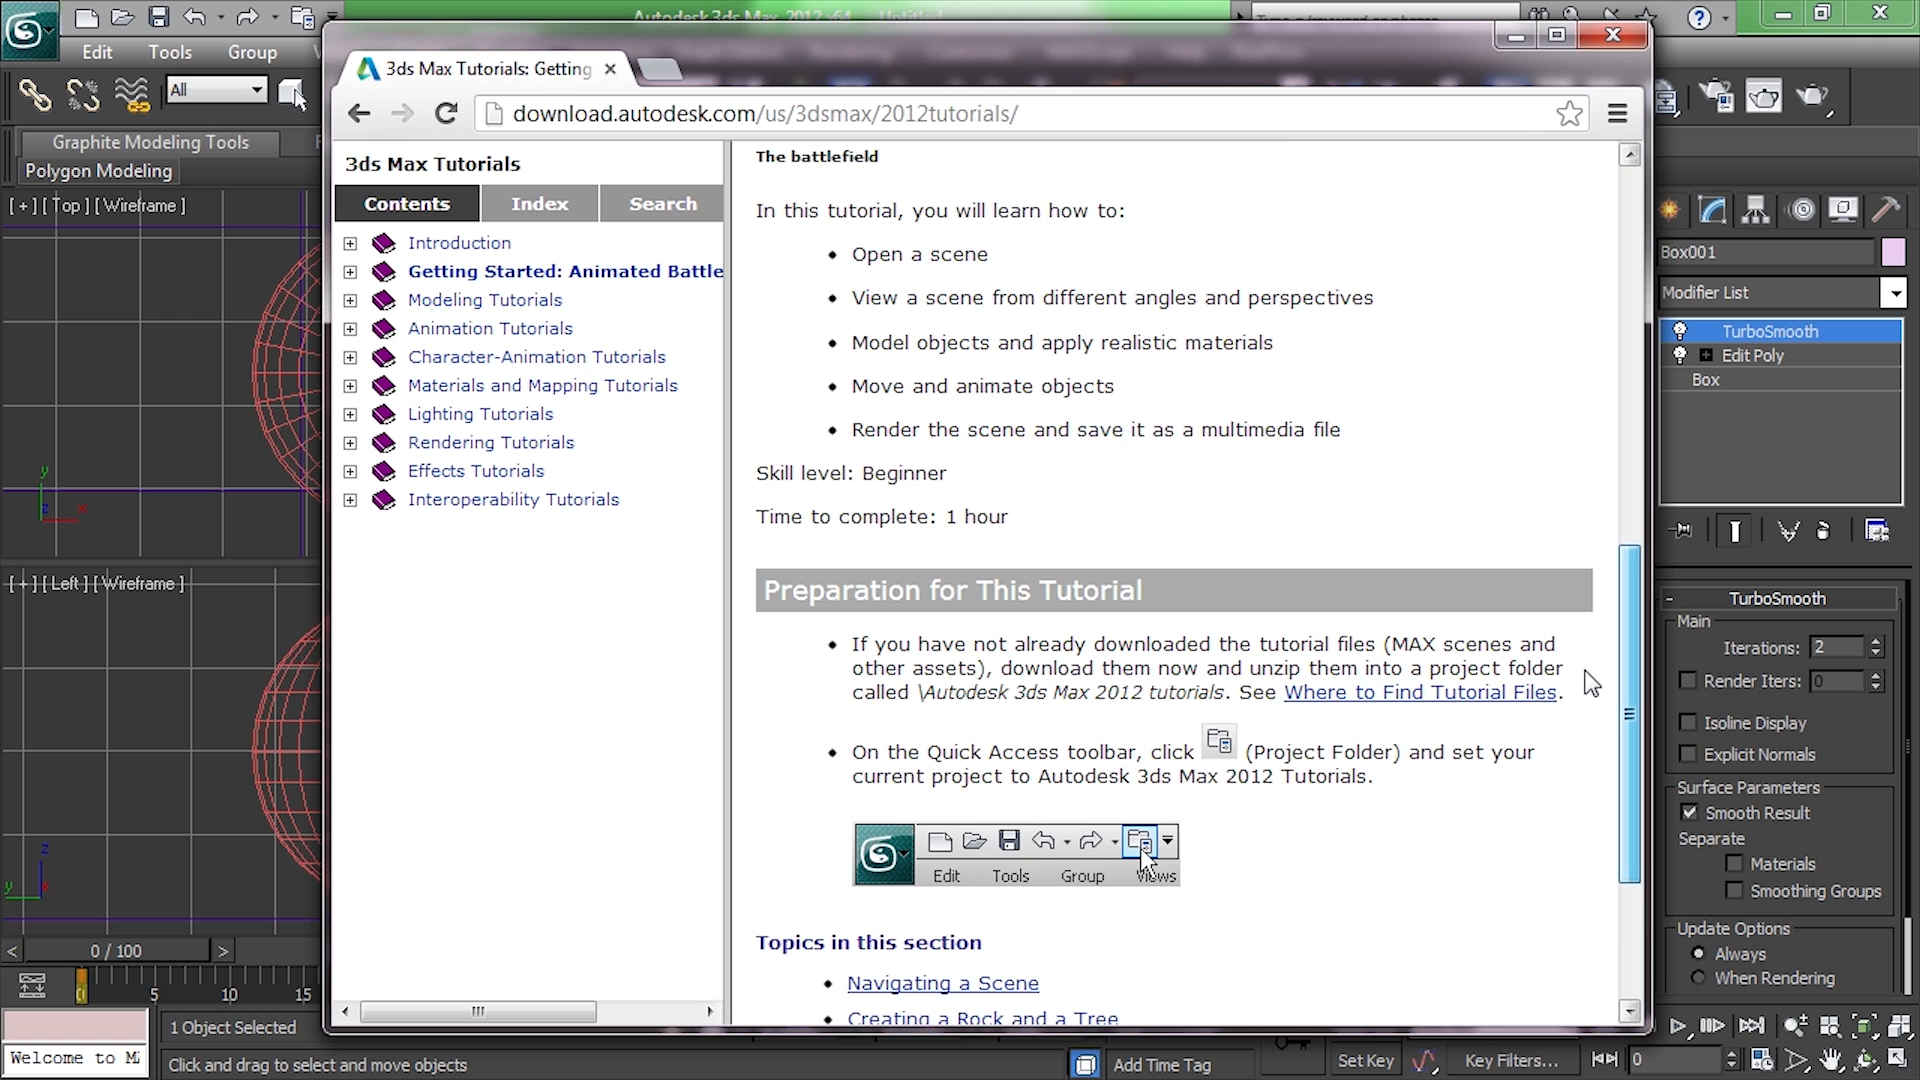 Autodesk 3ds Max 2012 x64
Untitled
Edit
Tools
Group
All
Graphite Modeling Tools
Polygon Modeling
[ + ] [ Top ] [ Wireframe ]
[ + ] [ Left ] [ Wireframe ]
y
x
z
z
y
x
< 0 / 100 >
0
5
10
15
Welcome to M
1 Object Selected
Click and drag to select and move objects
3ds Max Tutorials: Getting
download.autodesk.com/us/3dsmax/2012tutorials/
3ds Max Tutorials
Contents
Index
Search
Introduction
Getting Started: Animated Battle
Modeling Tutorials
Animation Tutorials
Character-Animation Tutorials
Materials and Mapping Tutorials
Lighting Tutorials
Rendering Tutorials
Effects Tutorials
Interoperability Tutorials
The battlefield
In this tutorial, you will learn how to:
• Open a scene
• View a scene from different angles and perspectives
• Model objects and apply realistic materials
• Move and animate objects
• Render the scene and save it as a multimedia file
Skill level: Beginner
Time to complete: 1 hour
Preparation for This Tutorial
• If you have not already downloaded the tutorial files (MAX scenes and
other assets), download them now and unzip them into a project folder
called \Autodesk 3ds Max 2012 tutorials. See Where to Find Tutorial Files.
• On the Quick Access toolbar, click (Project Folder) and set your
current project to Autodesk 3ds Max 2012 Tutorials.
Edit Tools Group Views
Topics in this section
• Navigating a Scene
• Creating a Rock and a Tree
Box001
Modifier List
TurboSmooth
Edit Poly
Box
TurboSmooth
Main
Iterations: 2
Render Iters: 0
Isoline Display
Explicit Normals
Surface Parameters
Smooth Result
Separate
Materials
Smoothing Groups
Update Options
Always
When Rendering
Add Time Tag
Set Key
Key Filters...
0